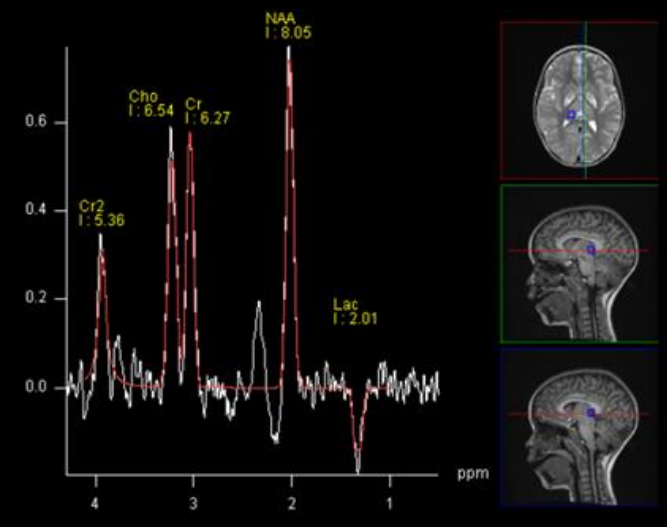 NAA
I : 8.05
Cho
I : 6.54
Cr
I : 6.27
Cr2
I : 5.36
Lac
I : 2.01
0.6
0.4
0.2
0.0
4
3
2
1
ppm